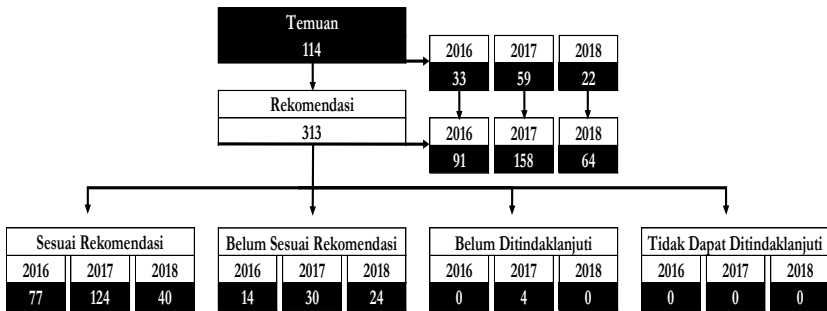 Temuan
114
2016 2017 2018
33 59 22
Rekomendasi
313
2016 2017 2018
91 158 64
Sesuai Rekomendasi Belum Sesuai Rekomendasi Belum Ditindaklanjuti Tidak Dapat Ditindaklanjuti
2016 2017 2018 2016 2017 2018 2016 2017 2018 2016 2017 2018
77 124 40 14 30 24 0 4 0 0 0 0